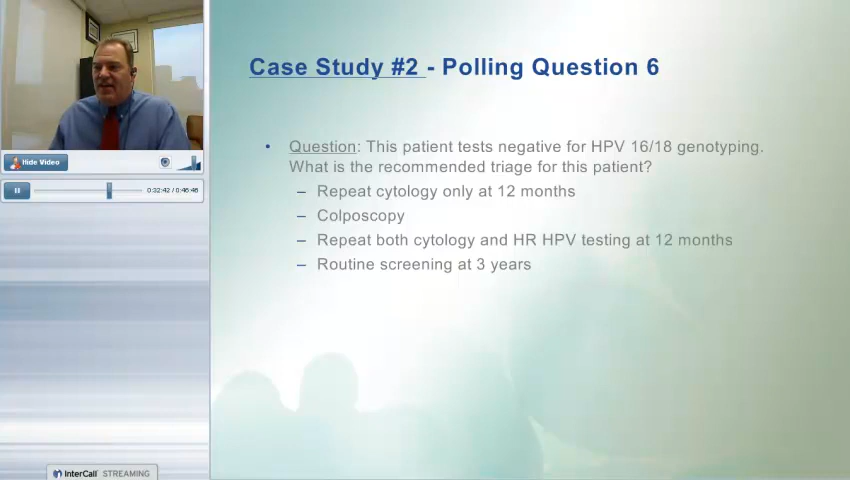 Case Study #2 - Polling Question 6
• Question: This patient tests negative for HPV 16/18 genotyping.
What is the recommended triage for this patient?
– Repeat cytology only at 12 months
– Colposcopy
– Repeat both cytology and HR HPV testing at 12 months
– Routine screening at 3 years
Hide Video
0:32:42 / 0:46:46
InterCall STREAMING